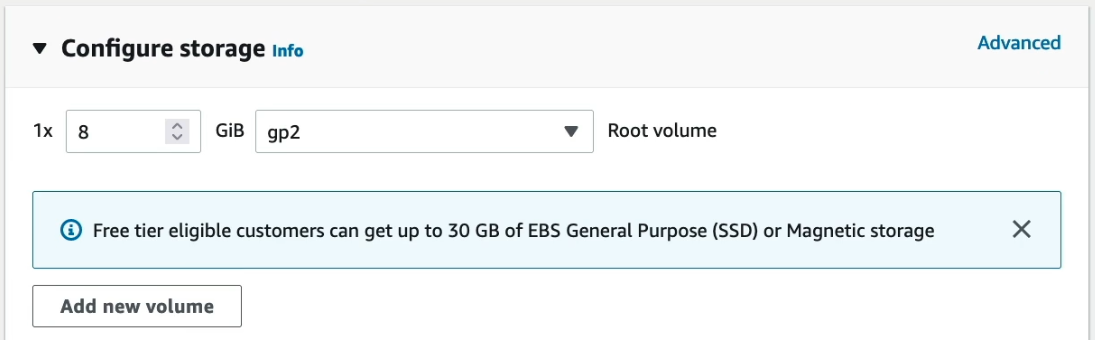 Configure storage Info
Advanced
1x 8 GiB gp2 Root volume
Free tier eligible customers can get up to 30 GB of EBS General Purpose (SSD) or Magnetic storage
Add new volume